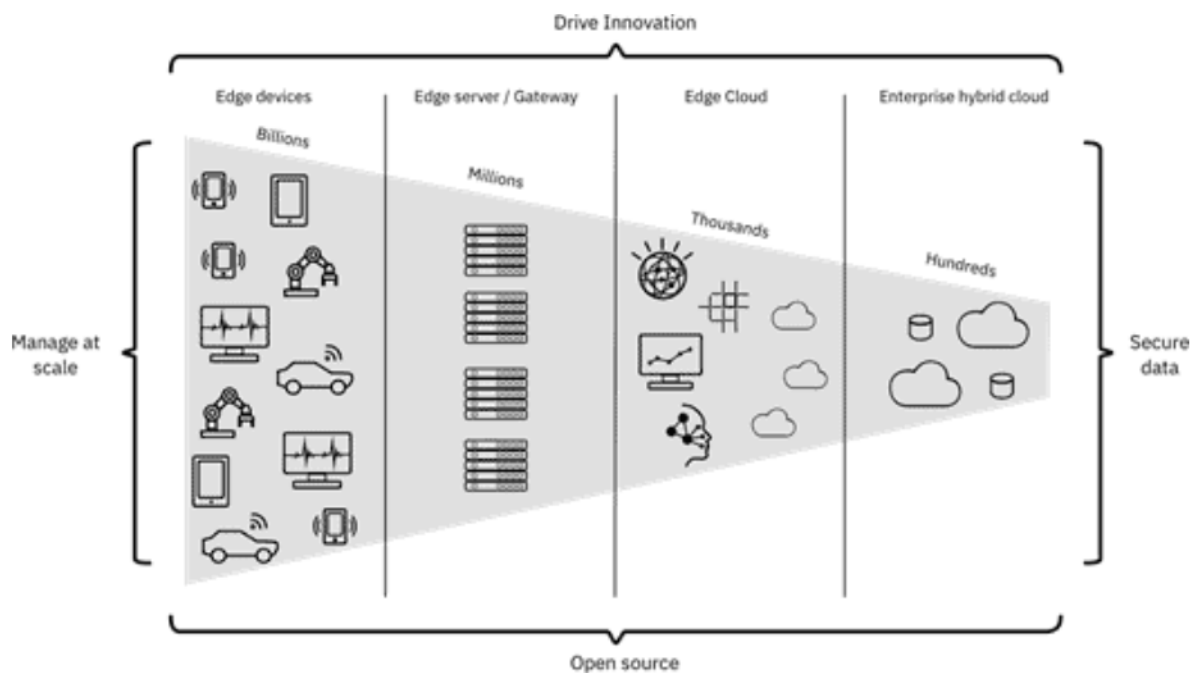 Drive Innovation
Edge devices
Edge server / Gateway
Edge Cloud
Enterprise hybrid cloud
Billions
Millions
Thousands
Hundreds
Manage at
scale
Secure
data
Open source